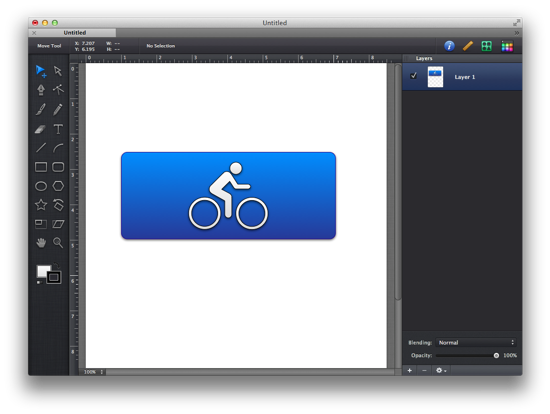 Untitled
Untitled
Move Tool
X: 7.207 W: --
Y: 6.195 H: --
No Selection
Layers
0 1 2 3 4 5 6 7 8
0
1
2
3
4
5
6
7
8
Layer 1
T
Blending: Normal
Opacity: 100%
100%